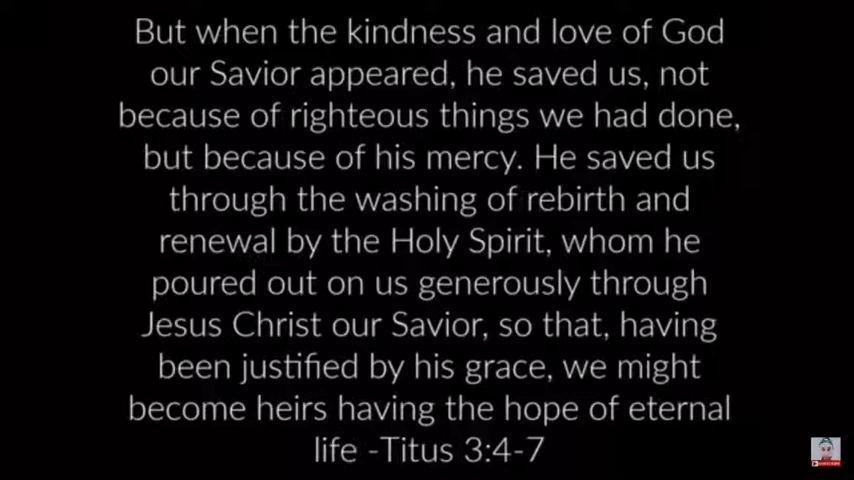 But when the kindness and love of God
our Savior appeared, he saved us, not
because of righteous things we had done,
but because of his mercy. He saved us
through the washing of rebirth and
renewal by the Holy Spirit, whom he
poured out on us generously through
Jesus Christ our Savior, so that, having
been justified by his grace, we might
become heirs having the hope of eternal
life -Titus 3:4-7
SUBSCRIBE